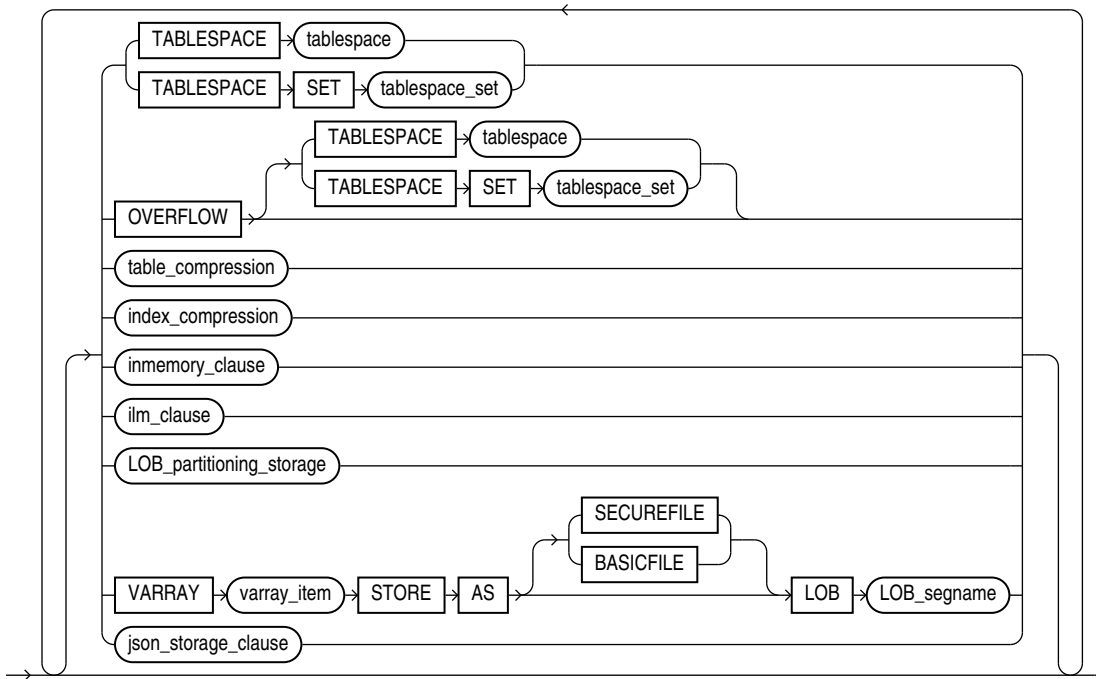 TABLESPACE tablespace
TABLESPACE SET tablespace_set
TABLESPACE tablespace
TABLESPACE SET tablespace_set
OVERFLOW
table_compression
index_compression
inmemory_clause
ilm_clause
LOB_partitioning_storage
SECUREFILE
BASICFILE
VARRAY varray_item STORE AS LOB LOB_segname
json_storage_clause